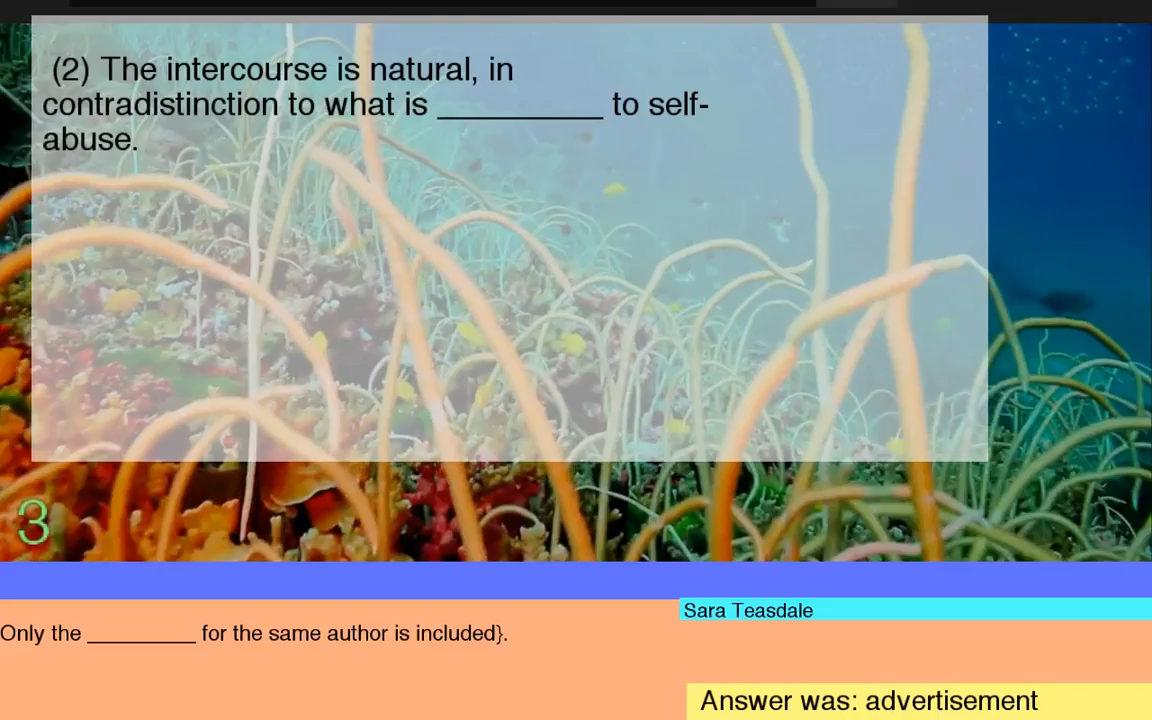 (2) The intercourse is natural, in
contradistinction to what is __________ to self-
abuse.
3
Sara Teasdale
Only the __________ for the same author is included}.
Answer was: advertisement